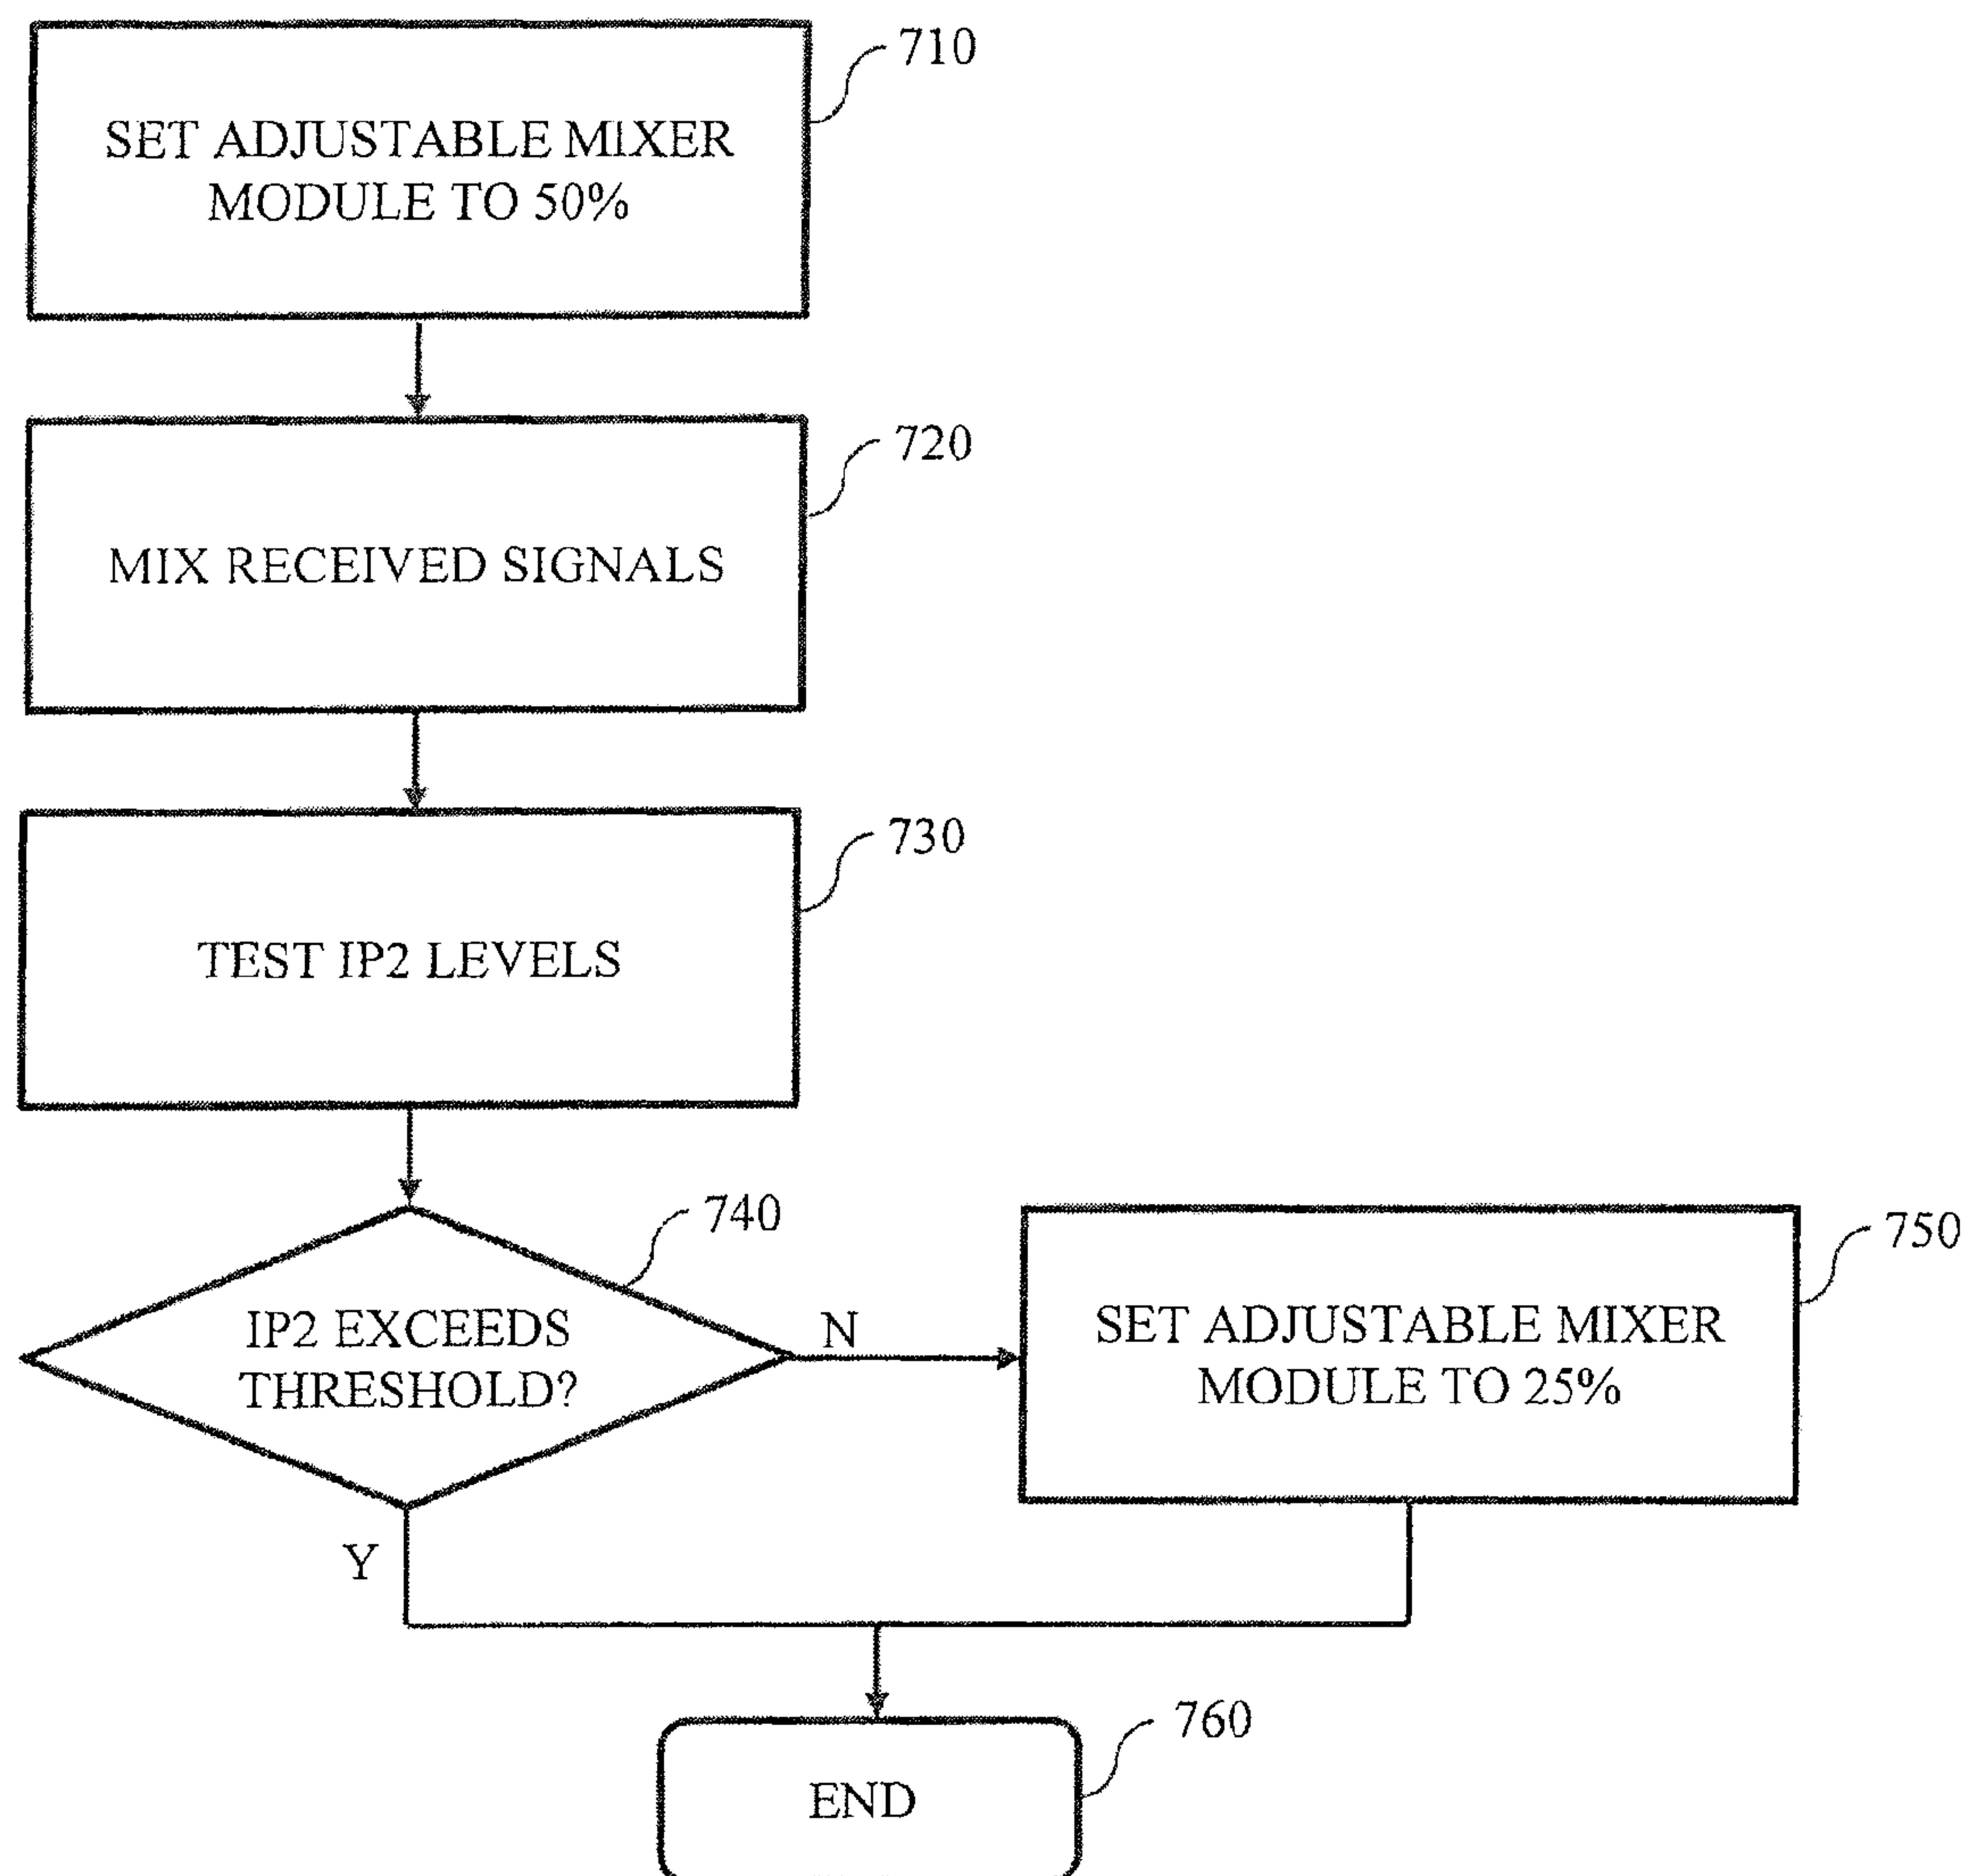 710
SET ADJUSTABLE MIXER
MODULE TO 50%
720
MIX RECEIVED SIGNALS
730
TEST IP2 LEVELS
740
IP2 EXCEEDS
THRESHOLD?
N
Y
750
SET ADJUSTABLE MIXER
MODULE TO 25%
760
END